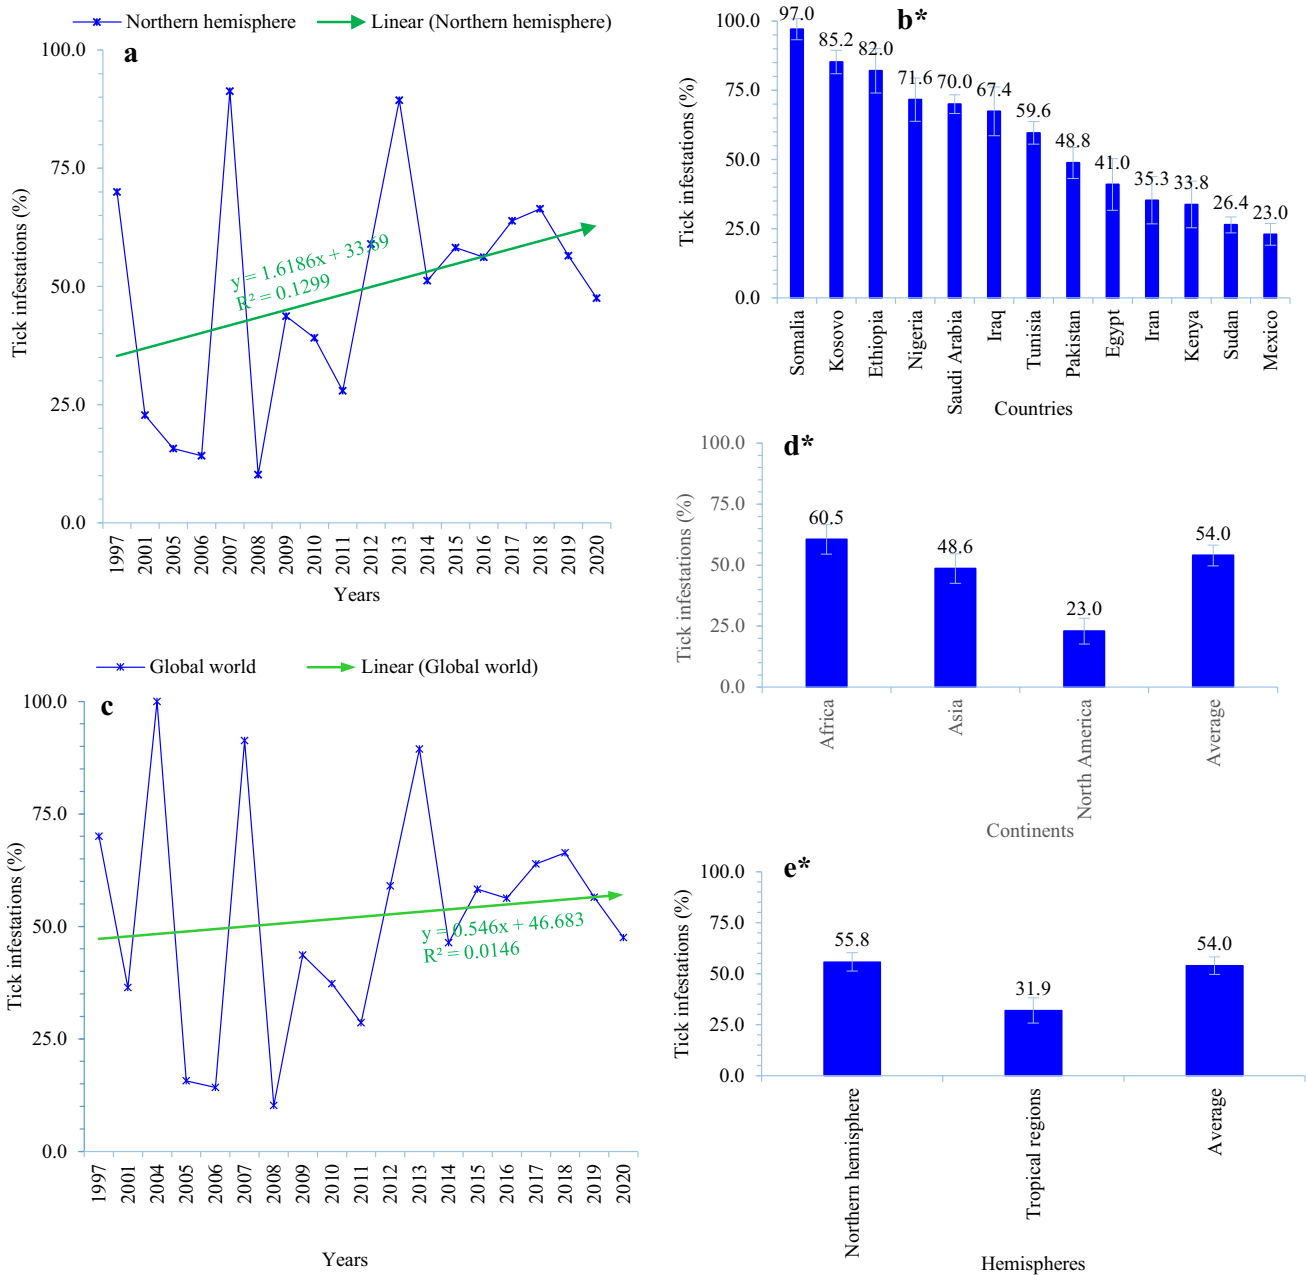 Northern hemisphere
Linear (Northern hemisphere)
a
Tick infestations (%)
100.0
75.0
50.0
25.0
0.0
y = 1.6186x + 33.69
R² = 0.1299
1997
2001
2005
2006
2007
2008
2009
2010
2011
2012
2013
2014
2015
2016
2017
2018
2019
2020
Years
b*
Tick infestations (%)
100.0
75.0
50.0
25.0
0.0
97.0
85.2
82.0
71.6
70.0
67.4
59.6
48.8
41.0
35.3
33.8
26.4
23.0
Somalia
Kosovo
Ethiopia
Nigeria
Saudi Arabia
Iraq
Tunisia
Pakistan
Egypt
Iran
Kenya
Sudan
Mexico
Countries
Global world
Linear (Global world)
c
Tick infestations (%)
100.0
75.0
50.0
25.0
0.0
y = 0.546x + 46.683
R² = 0.0146
1997
2001
2004
2005
2006
2007
2008
2009
2010
2011
2012
2013
2014
2015
2016
2017
2018
2019
2020
Years
d*
Tick infestations (%)
100.0
75.0
50.0
25.0
0.0
60.5
48.6
23.0
54.0
Africa
Asia
North America
Average
Continents
e*
Tick infestations (%)
100.0
75.0
50.0
25.0
0.0
55.8
31.9
54.0
Northern hemisphere
Tropical regions
Average
Hemispheres